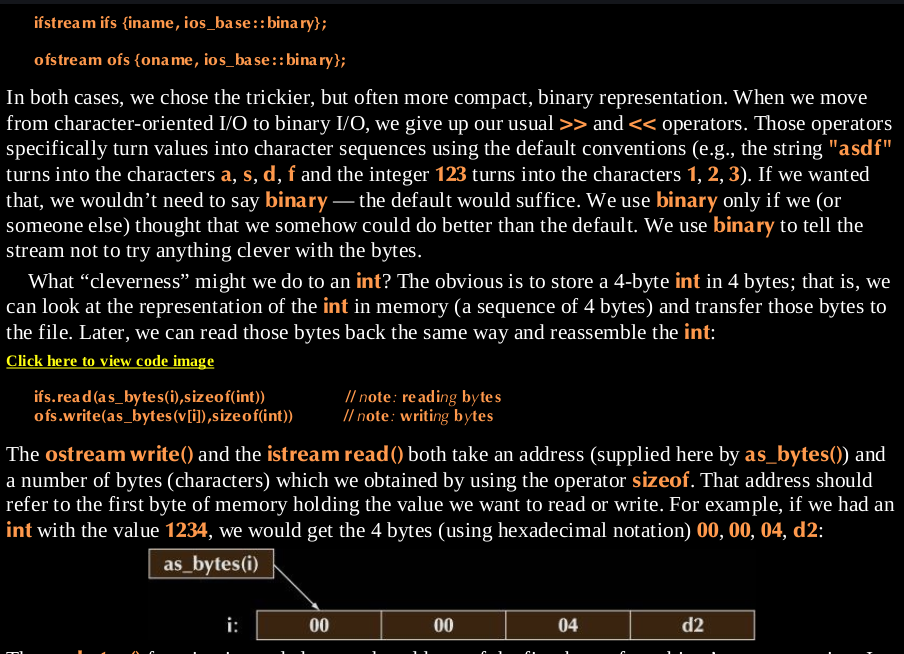 ifstream ifs {iname, ios_base::binary};
ofstream ofs {oname, ios_base::binary};
In both cases, we chose the trickier, but often more compact, binary representation. When we move
from character-oriented I/O to binary I/O, we give up our usual >> and << operators. Those operators
specifically turn values into character sequences using the default conventions (e.g., the string "asdf"
turns into the characters a, s, d, f and the integer 123 turns into the characters 1, 2, 3). If we wanted
that, we wouldn’t need to say binary — the default would suffice. We use binary only if we (or
someone else) thought that we somehow could do better than the default. We use binary to tell the
stream not to try anything clever with the bytes.
What “cleverness” might we do to an int? The obvious is to store a 4-byte int in 4 bytes; that is, we
can look at the representation of the int in memory (a sequence of 4 bytes) and transfer those bytes to
the file. Later, we can read those bytes back the same way and reassemble the int:
Click here to view code image
ifs.read(as_bytes(i),sizeof(int)) // note: reading bytes
ofs.write(as_bytes(v[i]),sizeof(int)) // note: writing bytes
The ostream write() and the istream read() both take an address (supplied here by as_bytes()) and
a number of bytes (characters) which we obtained by using the operator sizeof. That address should
refer to the first byte of memory holding the value we want to read or write. For example, if we had an
int with the value 1234, we would get the 4 bytes (using hexadecimal notation) 00, 00, 04, d2:
as_bytes(i)
i: 00 00 04 d2